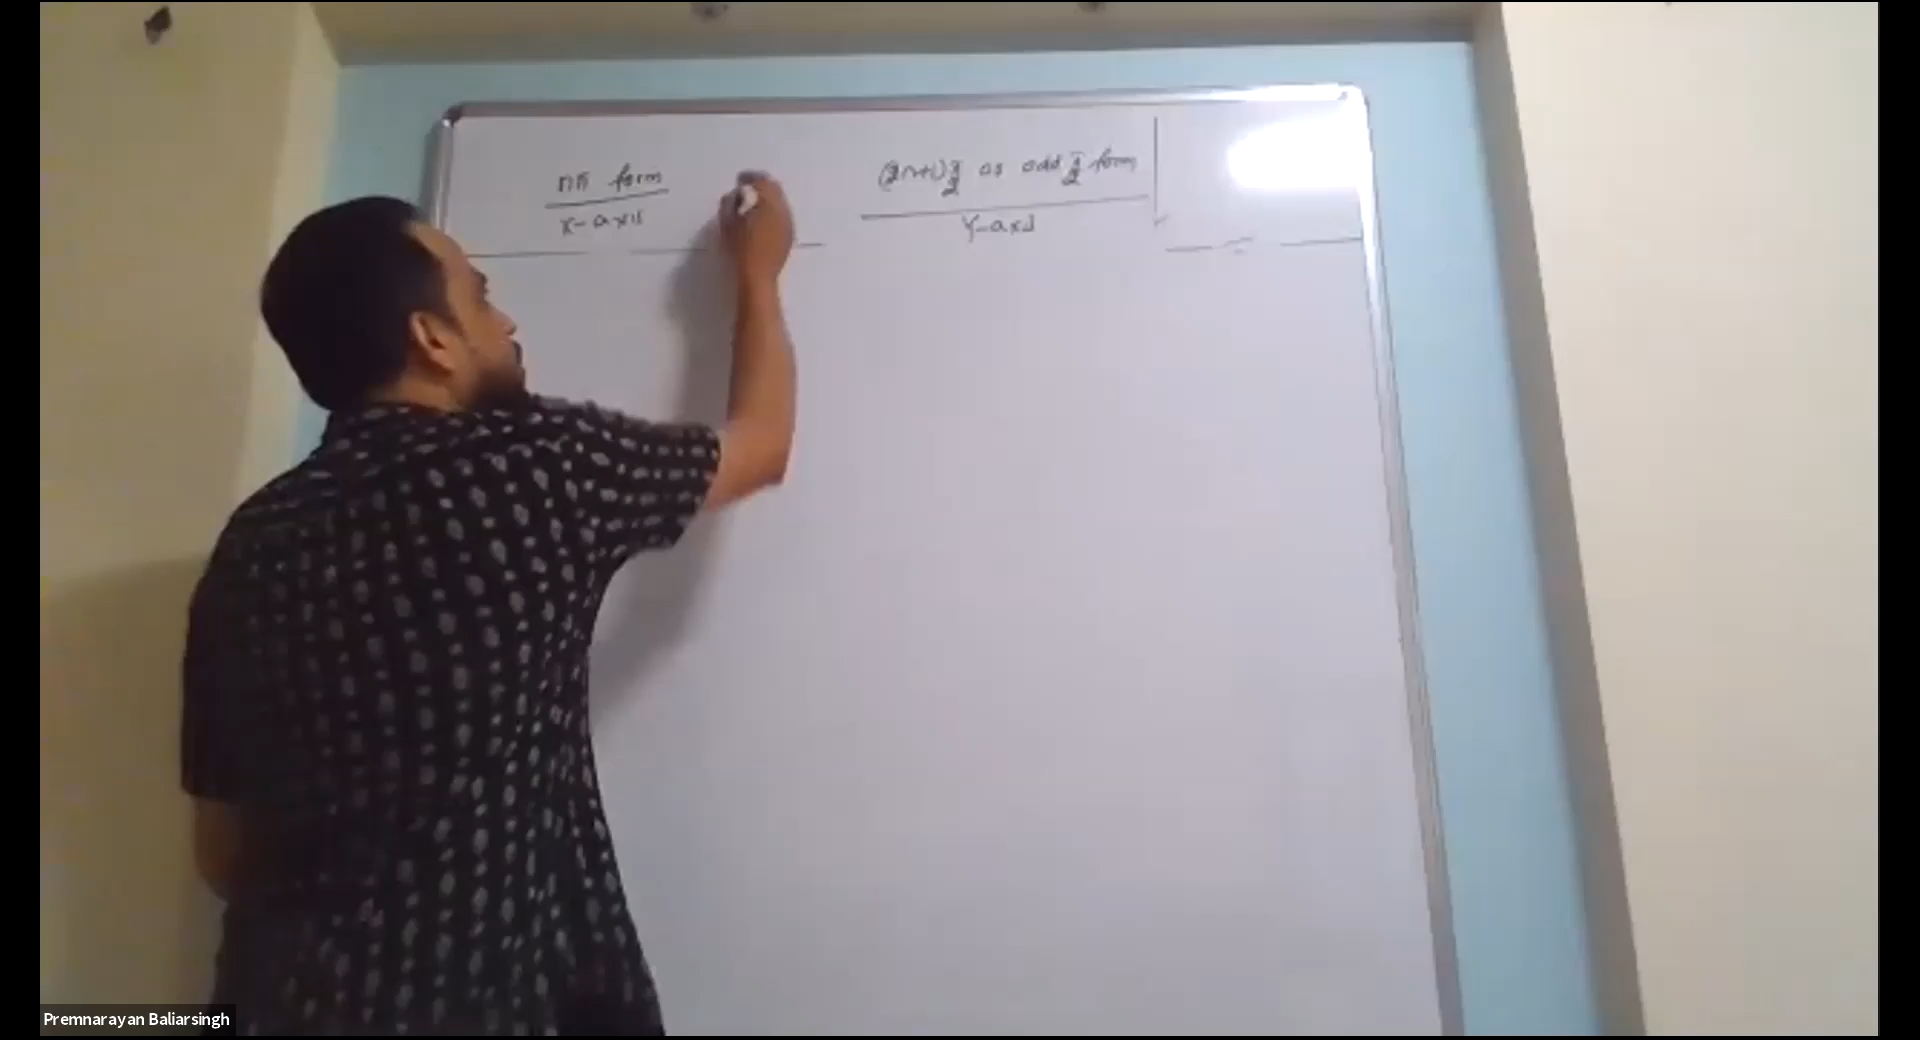 nπ form
x-axis
(2n+1)π/2 as odd π/2 form
Y-axis
Premnarayan Baliarsingh